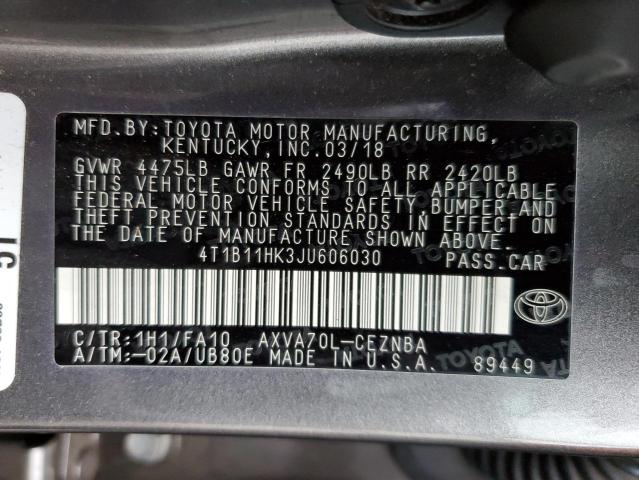 MFD. BY: TOYOTA MOTOR MANUFACTURING,
KENTUCKY, INC. 03/18
GVWR 4475LB GAWR FR 2490LB RR 2420LB
THIS VEHICLE CONFORMS TO ALL APPLICABLE
FEDERAL MOTOR VEHICLE SAFETY, BUMPER AND
THEFT PREVENTION STANDARDS IN EFFECT ON
THE DATE OF MANUFACTURE SHOWN ABOVE.
4T1B11HK3JU606030 PASS.CAR
C/TR:1H1/FA10 AXVA70L-CEZNBA
A/TM:-02A/UB80E MADE IN U.S.A. 89449